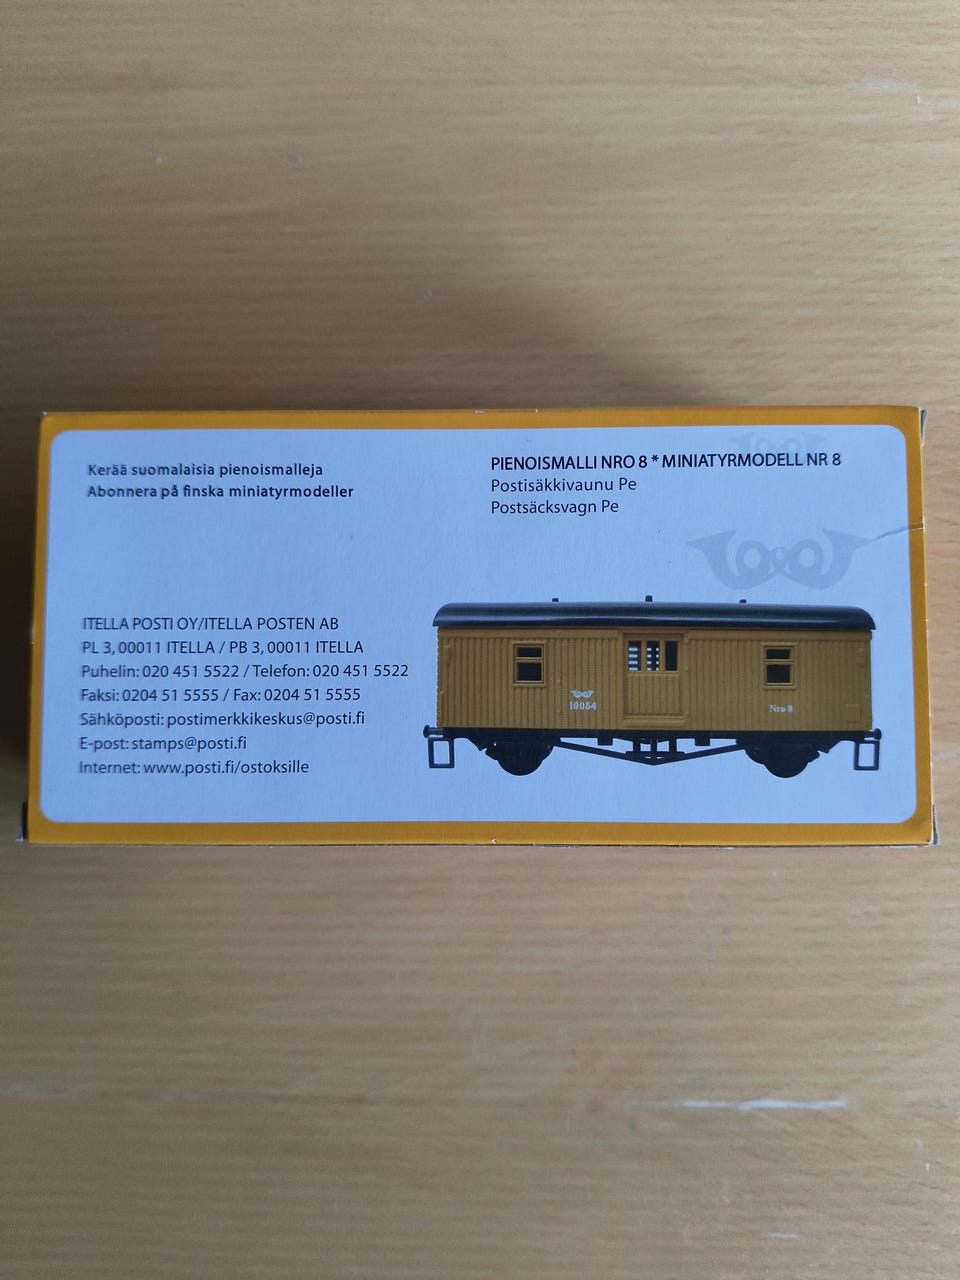 Kerää suomalaisia pienoismalleja
Abonnera på finska miniatyrmodeller
PIENOISMALLI NRO 8 * MINIATYRMODELL NR 8
Postisäkkivaunu Pe
Postsäcksvagn Pe
ITELLA POSTI OY/ITELLA POSTEN AB
PL 3, 00011 ITELLA / PB 3, 00011 ITELLA
Puhelin: 020 451 5522 / Telefon: 020 451 5522
Faksi: 0204 51 5555 / Fax: 0204 51 5555
Sähköposti: postimerkkikeskus@posti.fi
E-post: stamps@posti.fi
Internet: www.posti.fi/ostoksille
10054
Nro 8